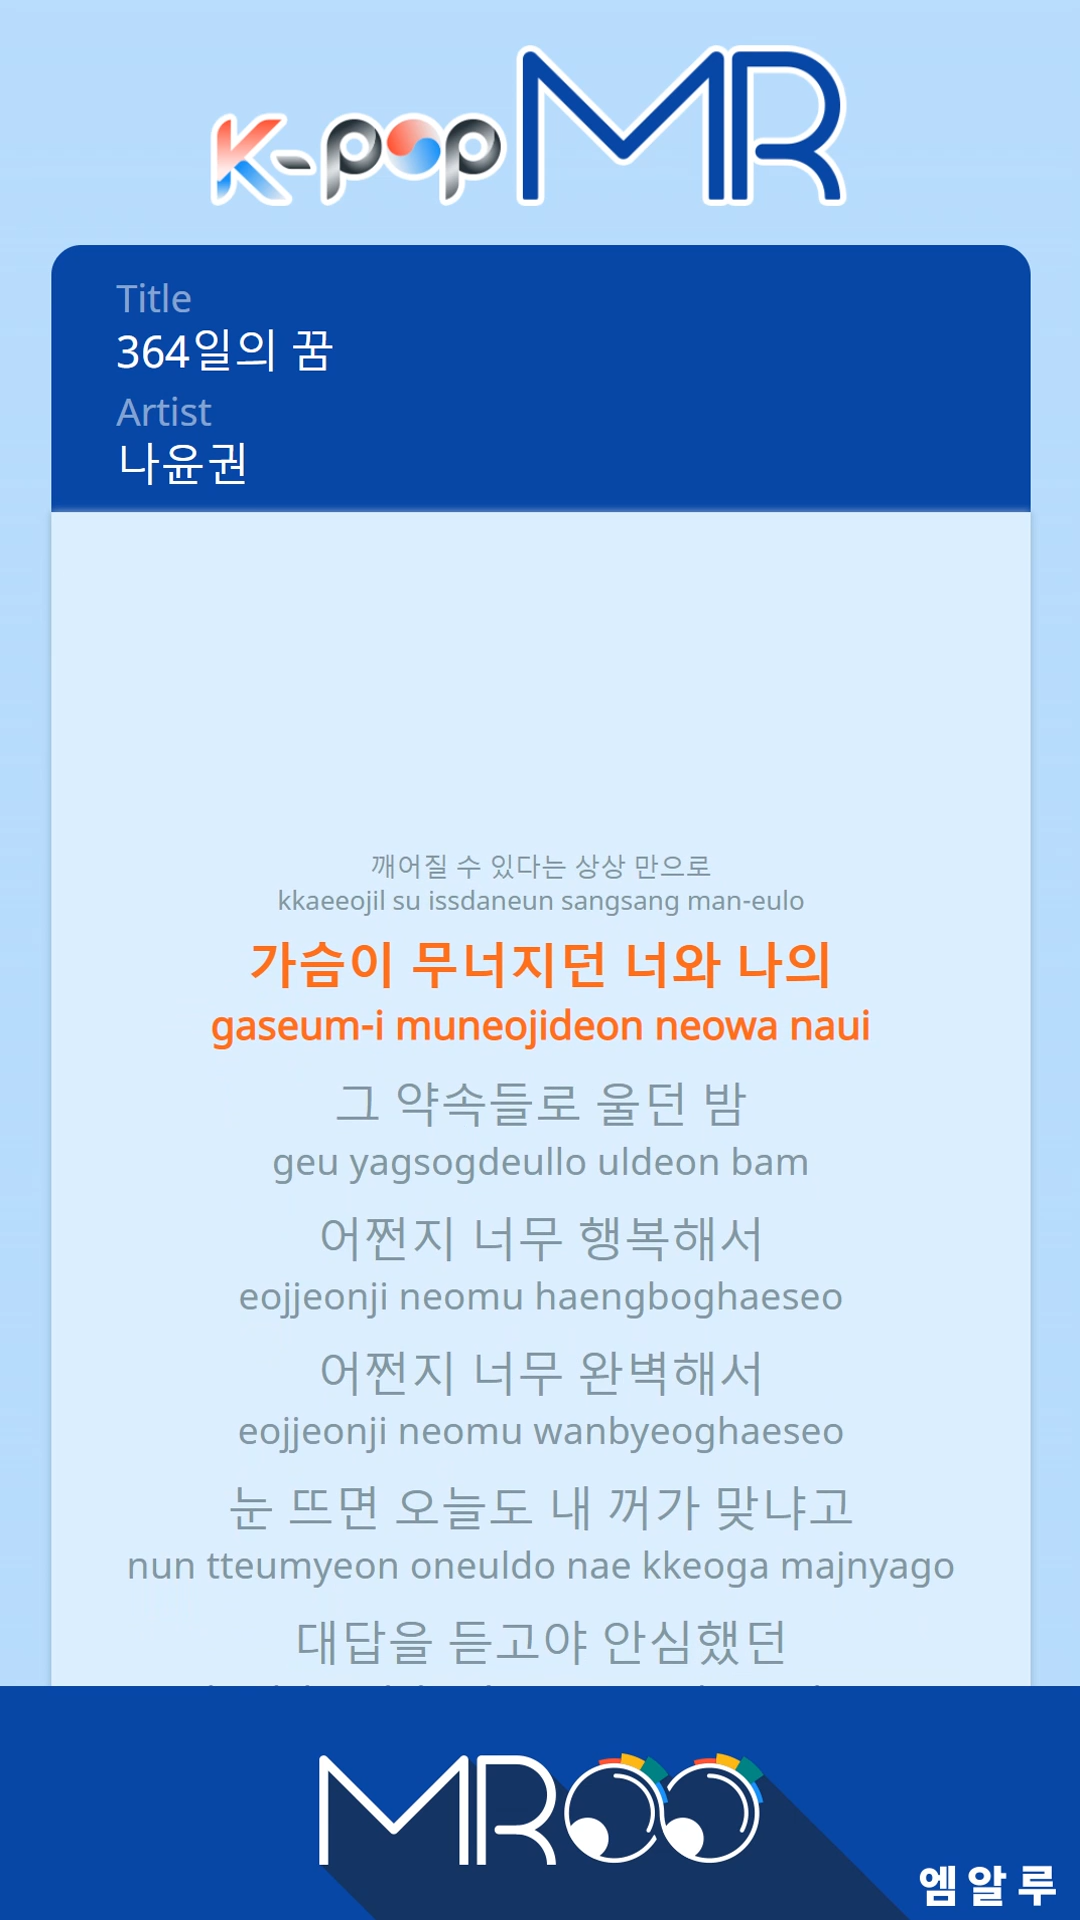 K-pop MR
Title
364일의 꿈
Artist
나윤권
깨어질 수 있다는 상상 만으로
kkaeeojil su issdaneun sangsang man-eulo
가슴이 무너지던 너와 나의
gaseum-i muneojideon neowa naui
그 약속들로 울던 밤
geu yagsogdeullo uldeon bam
어쩐지 너무 행복해서
eojjeonji neomu haengboghaeseo
어쩐지 너무 완벽해서
eojjeonji neomu wanbyeoghaeseo
눈 뜨면 오늘도 내 꺼가 맞냐고
nun tteumyeon oneuldo nae kkeoga majnyago
대답을 듣고야 안심했던
MROO
엠알루